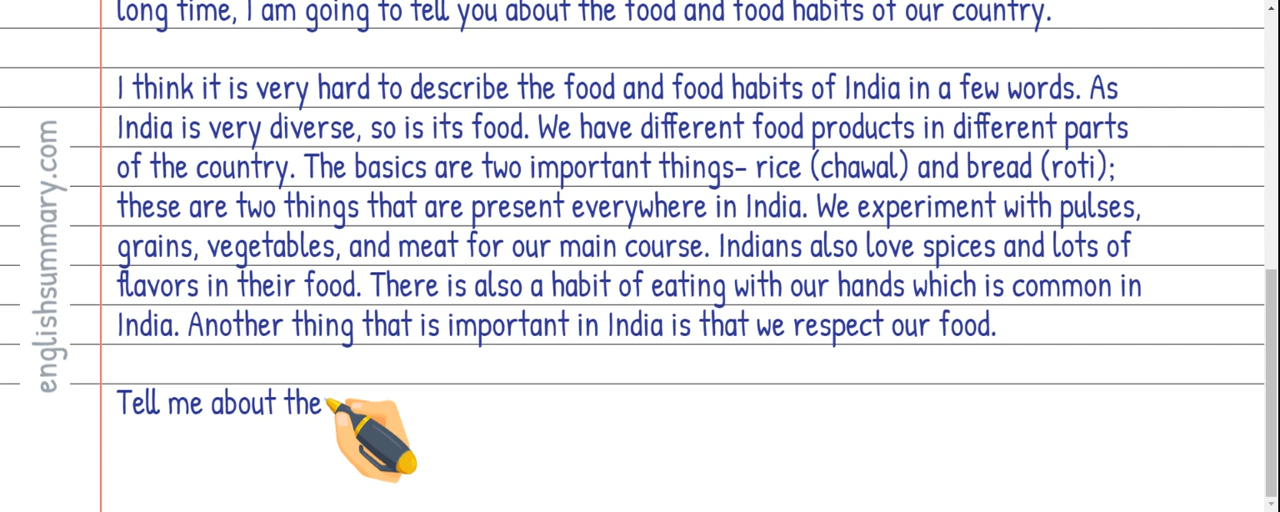 long time, I am going to tell you about the food and food habits of our country.
I think it is very hard to describe the food and food habits of India in a few words. As
India is very diverse, so is its food. We have different food products in different parts
of the country. The basics are two important things- rice (chawal) and bread (roti);
these are two things that are present everywhere in India. We experiment with pulses,
grains, vegetables, and meat for our main course. Indians also love spices and lots of
flavors in their food. There is also a habit of eating with our hands which is common in
India. Another thing that is important in India is that we respect our food.
Tell me about the
englishsummary.com